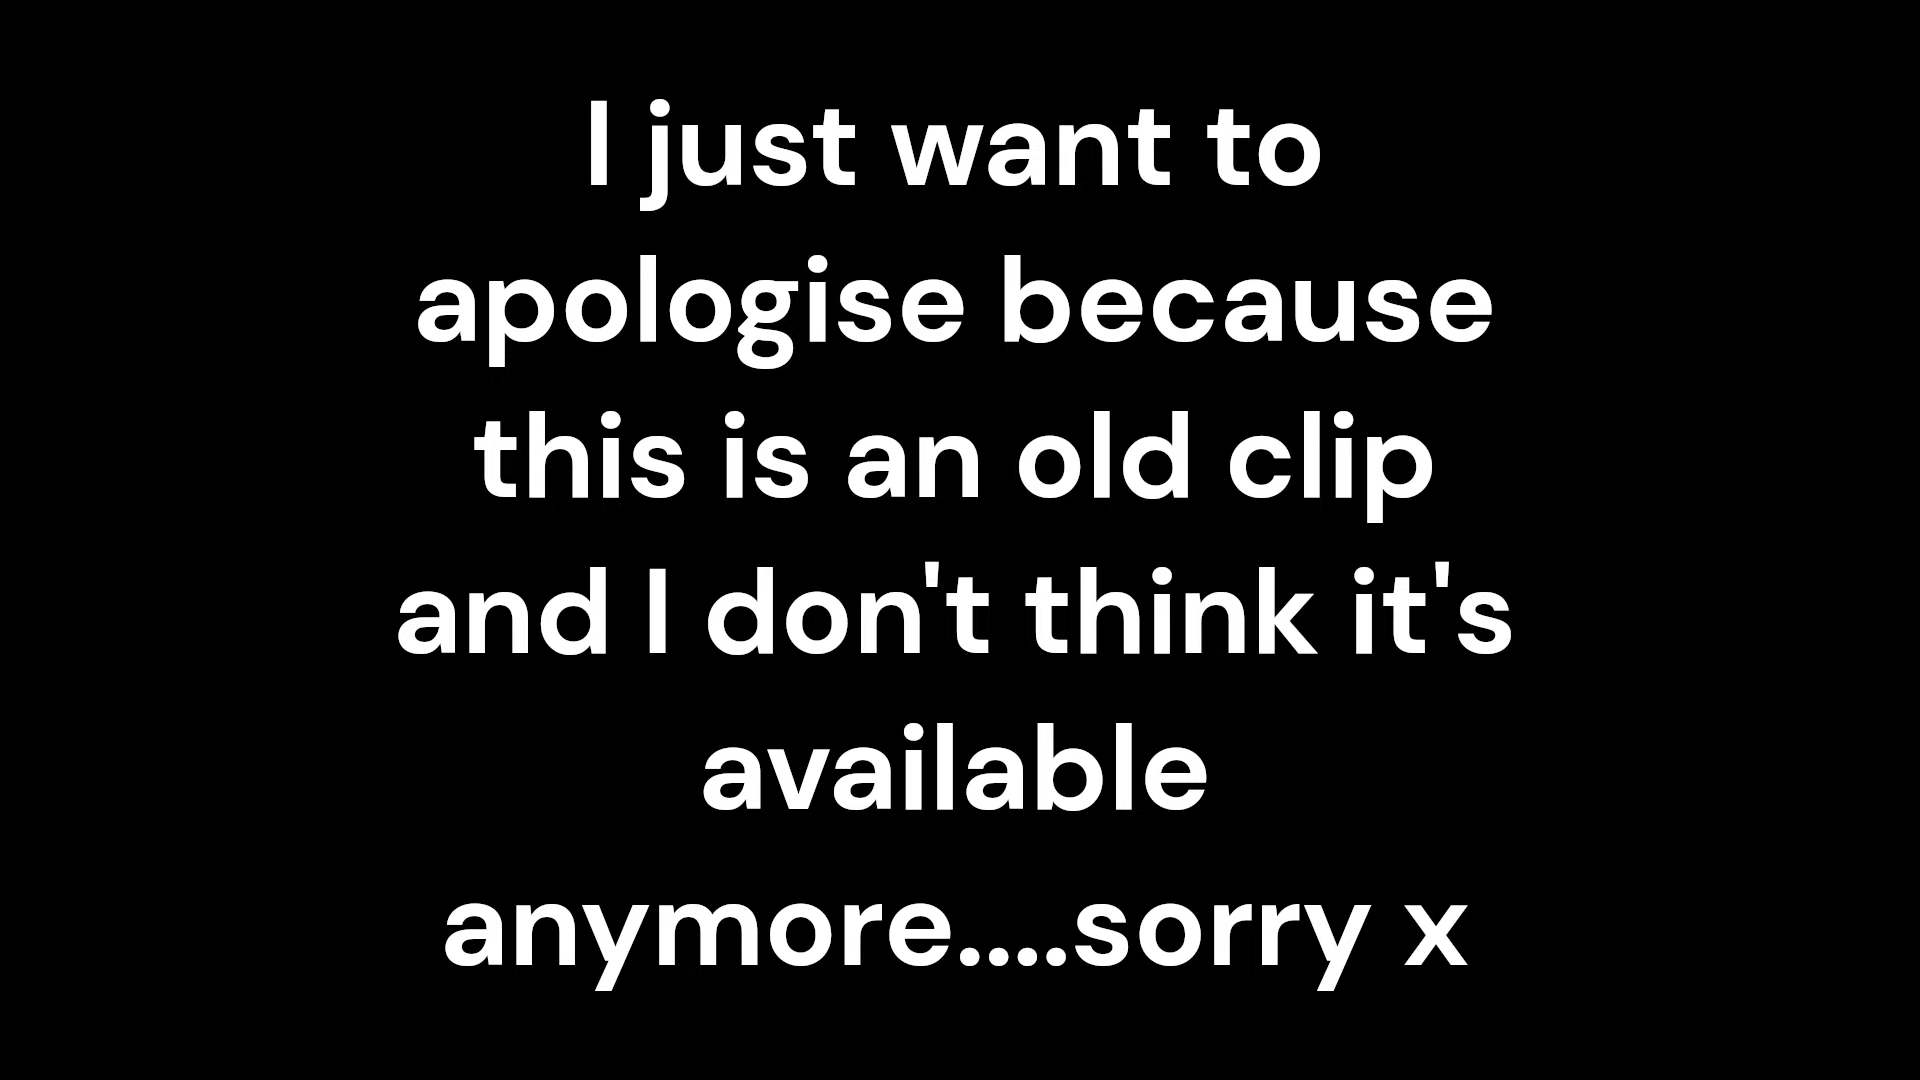 I just want to
apologise because
this is an old clip
and I don't think it's
available
anymore....sorry x